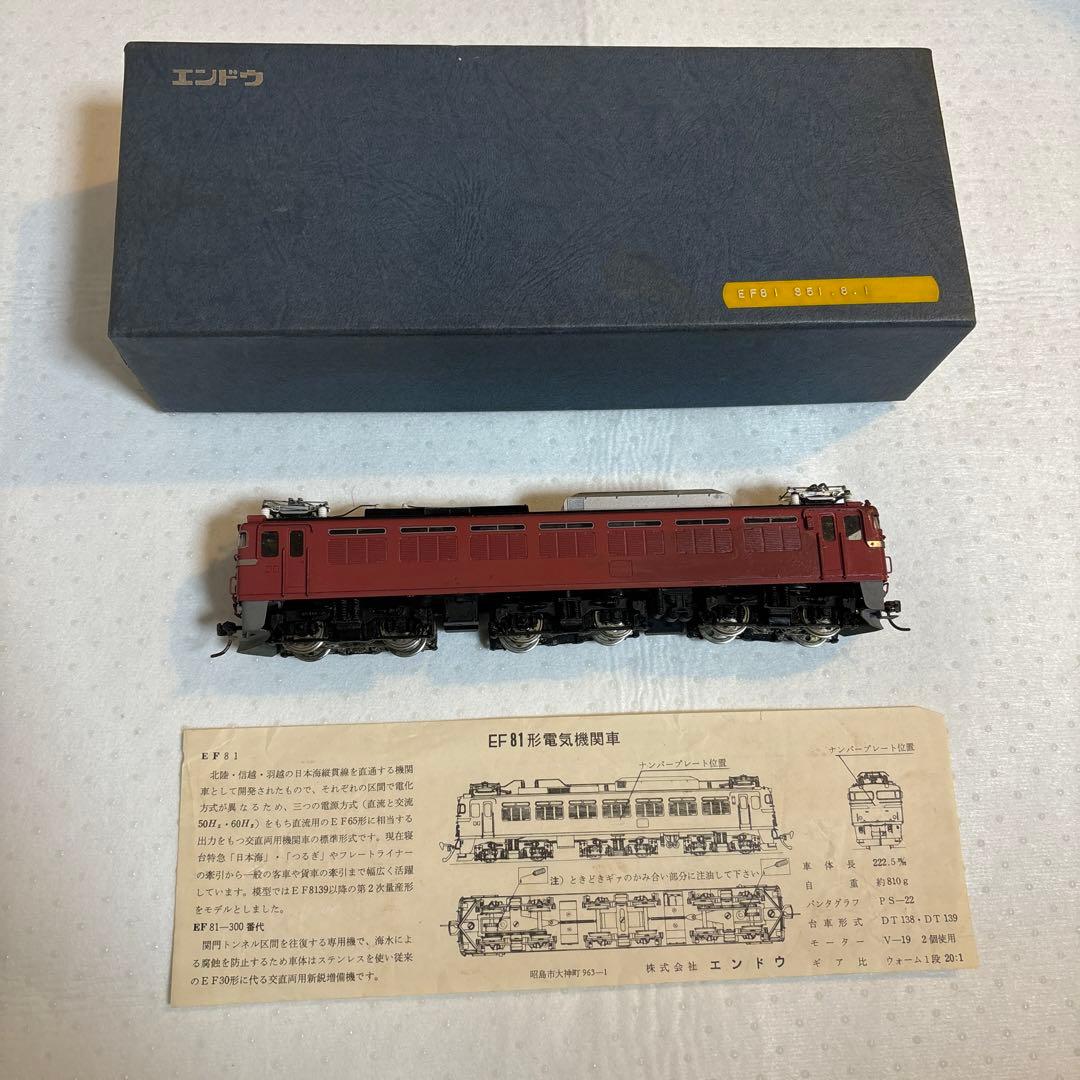 エンドウ
EF81 S51.8.1
EF81形電気機関車
EF81
北陸・信越・羽越の日本海縦貫線を直通する機関
車として開発されたもので、それぞれの区間で電化
方式が異なるため、三つの電源方式(直流と交流
50Hz・60Hz)をもち直流用のEF65形に相当する
出力をもつ交直両用機関車の標準形式です。現在寝
台特急「日本海」・「つるぎ」やフレートライナー
の牽引から一般の客車や貨車の牽引まで幅広く活躍
しています。模型ではEF8139以降の第2次量産形
をモデルとしました。
EF81—300番代
関門トンネル区間を往復する専用機で、海水によ
る腐蝕を防止するため車体はステンレスを使い従来
のEF30形に代る交直両用新鋭増備機です。
ナンバープレート位置
ナンバープレート位置
注)ときどきギァのかみ合い部分に注油して下さい
車体長 222.5㎜
自重 約810g
パンタグラフ PS—22
台車形式 DT138・DT139
モーター V—19 2個使用
ギア比 ウォーム1段20:1
昭島市大神町963—1 株式会社エンドウ